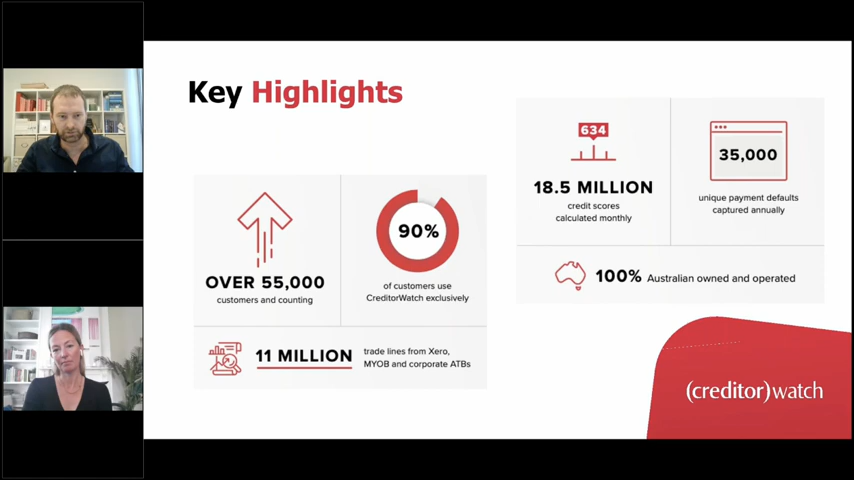 Key Highlights
OVER 55,000
customers and counting
90%
of customers use
CreditorWatch exclusively
11 MILLION
trade lines from Xero,
MYOB and corporate ATBs
634
18.5 MILLION
credit scores
calculated monthly
35,000
unique payment defaults
captured annually
100% Australian owned and operated
(creditor)watch